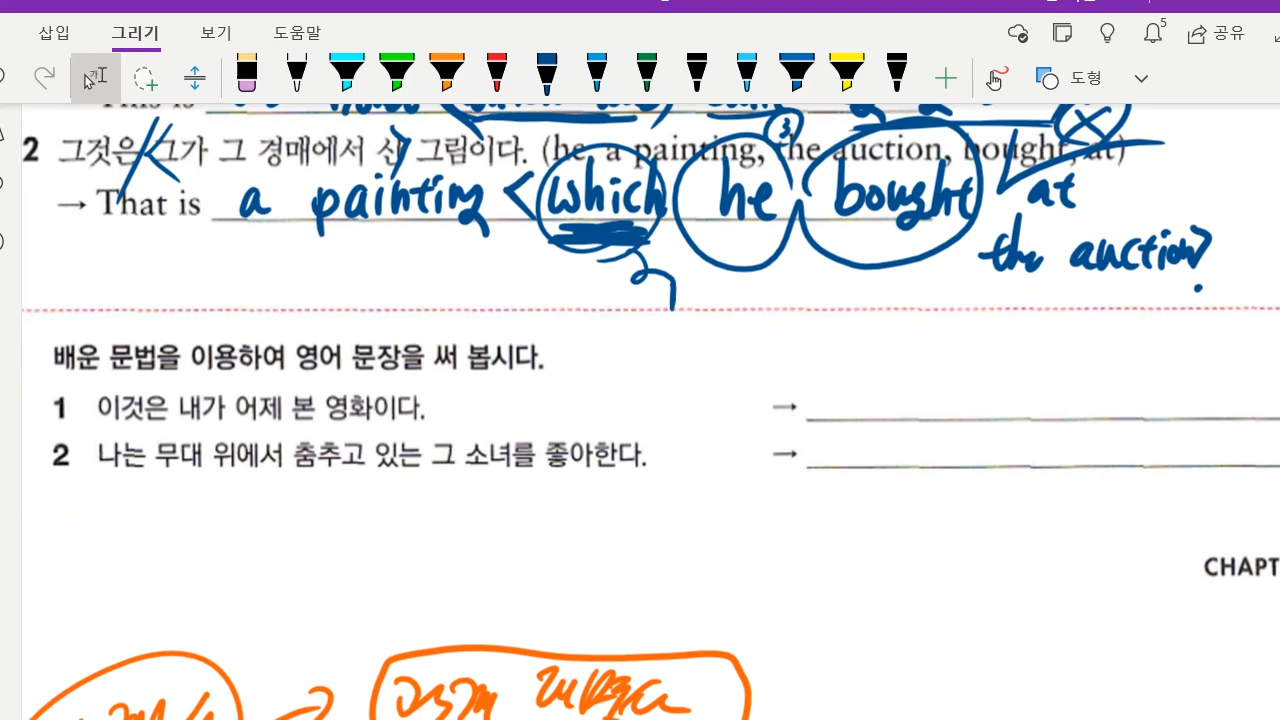 삽입 그리기 보기 도움말 5 공유
도형
This is
2 그것은 그가 그 경매에서 산 그림이다. (he, a painting, the auction, bought, at)
→ That is a painting < which he bought at
the auction>.
배운 문법을 이용하여 영어 문장을 써 봅시다.
1 이것은 내가 어제 본 영화이다. →
2 나는 무대 위에서 춤추고 있는 그 소녀를 좋아한다. →
CHAPT